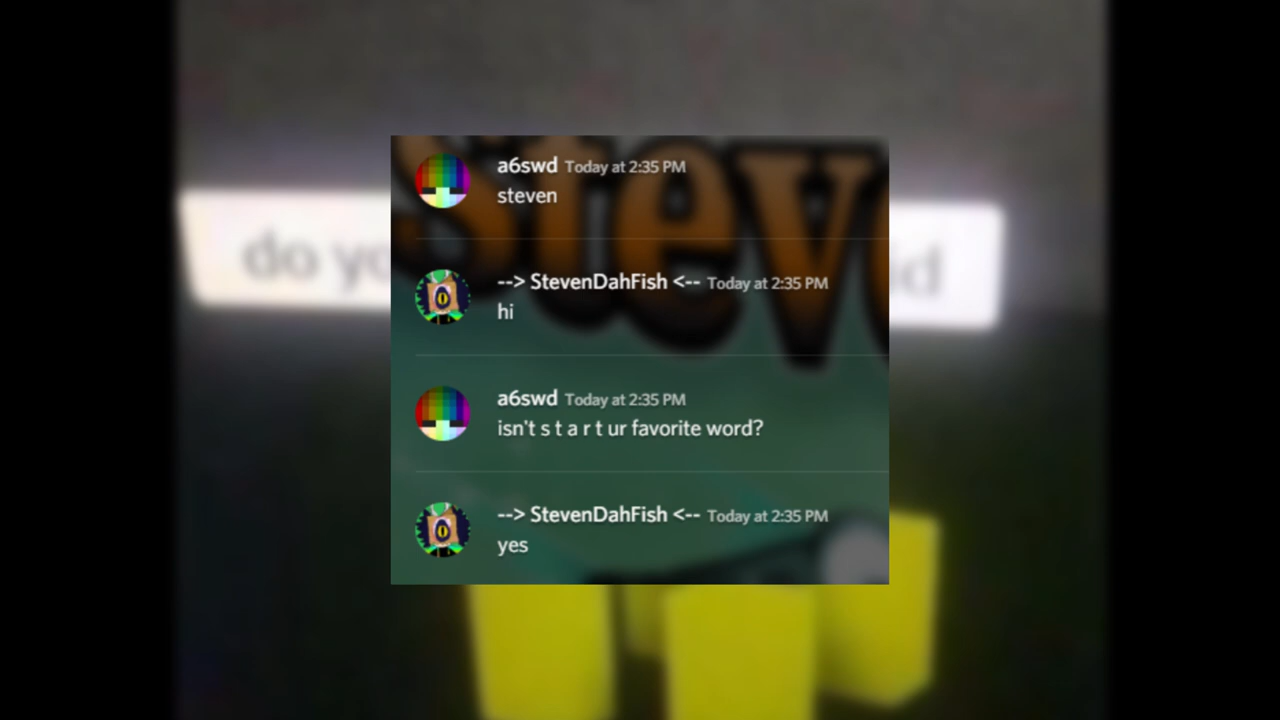 a6swd Today at 2:35 PM
steven
--> StevenDahFish <-- Today at 2:35 PM
hi
a6swd Today at 2:35 PM
isn't s t a r t ur favorite word?
--> StevenDahFish <-- Today at 2:35 PM
yes
do